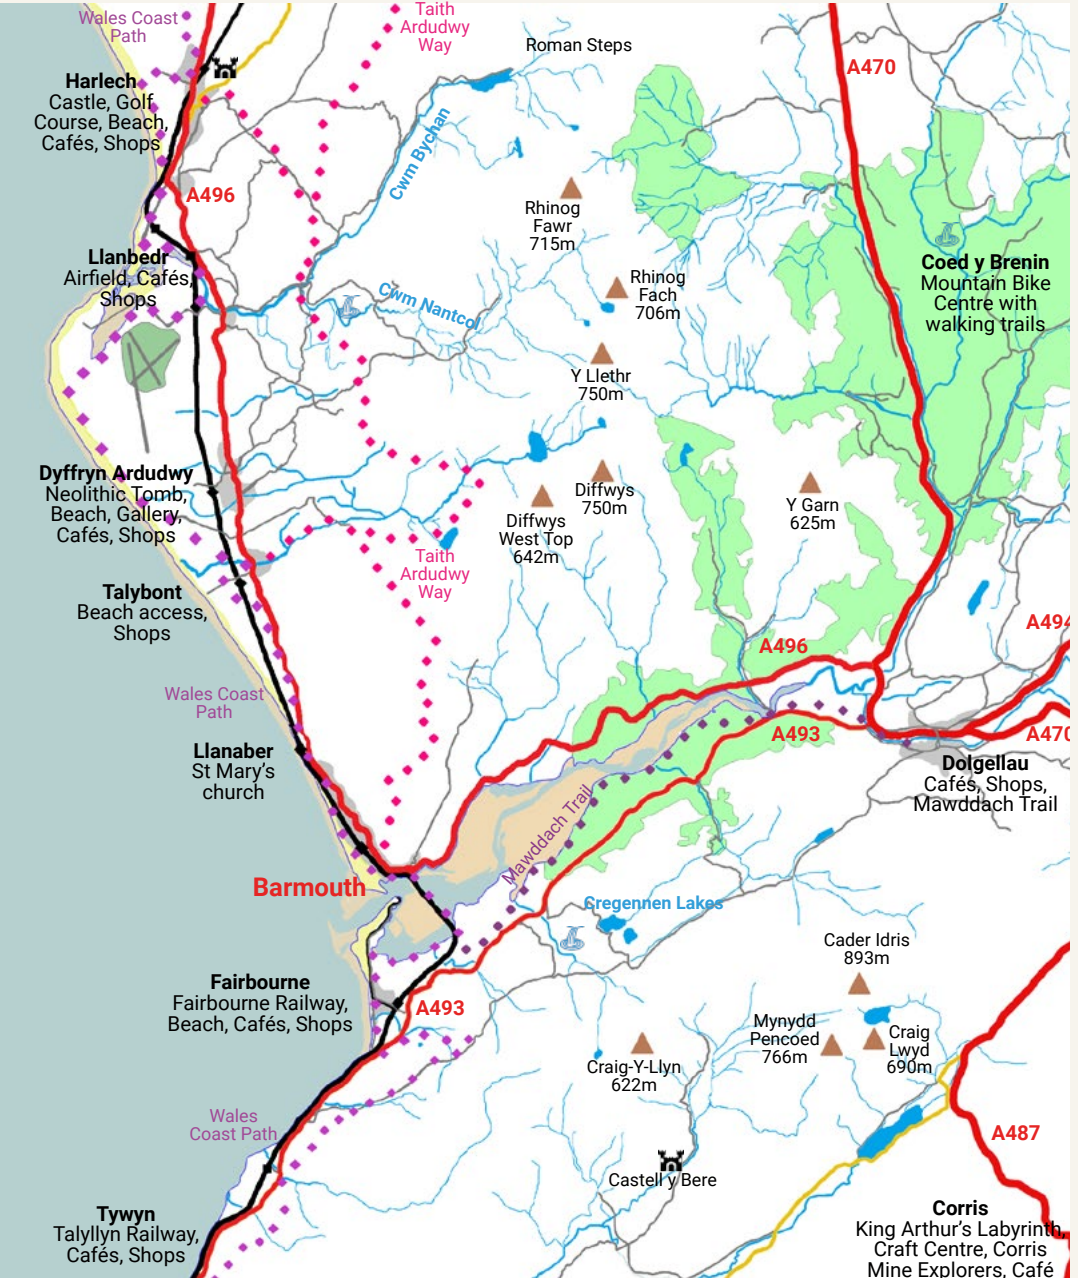 Wales Coast
Path
Taith
Ardudwy
Way
Roman Steps
A470
Harlech
Castle, Golf
Course, Beach,
Cafés, Shops
Cwm Bychan
A496
Rhinog
Fawr
715m
Llanbedr
Airfield, Cafés,
Shops
Cwm Nantcol
Rhinog
Fach
706m
Coed y Brenin
Mountain Bike
Centre with
walking trails
Y Llethr
750m
Dyffryn Ardudwy
Neolithic Tomb,
Beach, Gallery,
Cafés, Shops
Diffwys
750m
Diffwys
West Top
642m
Y Garn
625m
Taith
Ardudwy
Way
Talybont
Beach access,
Shops
A494
A496
Wales Coast
Path
A493
A470
Llanaber
St Mary's
church
Dolgellau
Cafés, Shops,
Mawddach Trail
Mawddach Trail
Barmouth
Cregennen Lakes
Cader Idris
893m
Fairbourne
Fairbourne Railway,
Beach, Cafés, Shops
A493
Mynydd
Pencoed
766m
Craig
Lwyd
690m
Craig-Y-Llyn
622m
Wales
Coast Path
A487
Castell y Bere
Tywyn
Talyllyn Railway,
Cafés, Shops
Corris
King Arthur's Labyrinth,
Craft Centre, Corris
Mine Explorers, Café